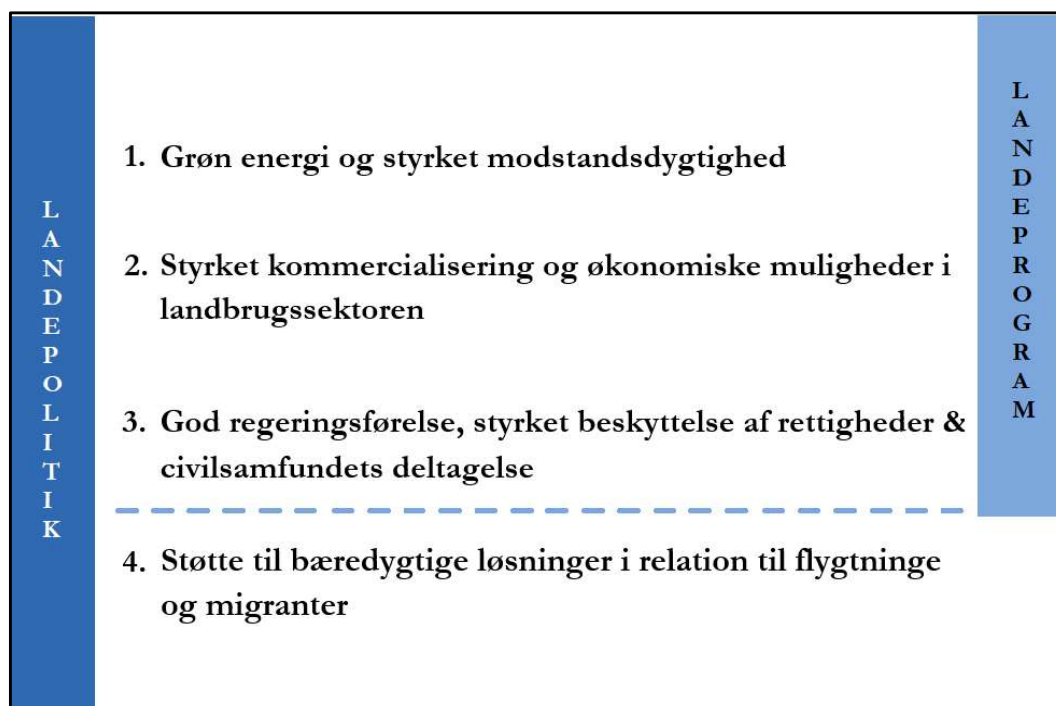 LANDEPOLITIK
1. Grøn energi og styrket modstandsdygtighed
2. Styrket kommercialisering og økonomiske muligheder i
landbrugssektoren
3. God regeringsførelse, styrket beskyttelse af rettigheder &
civilsamfundets deltagelse
4. Støtte til bæredygtige løsninger i relation til flygtninge
og migranter
LANDEPROGRAM